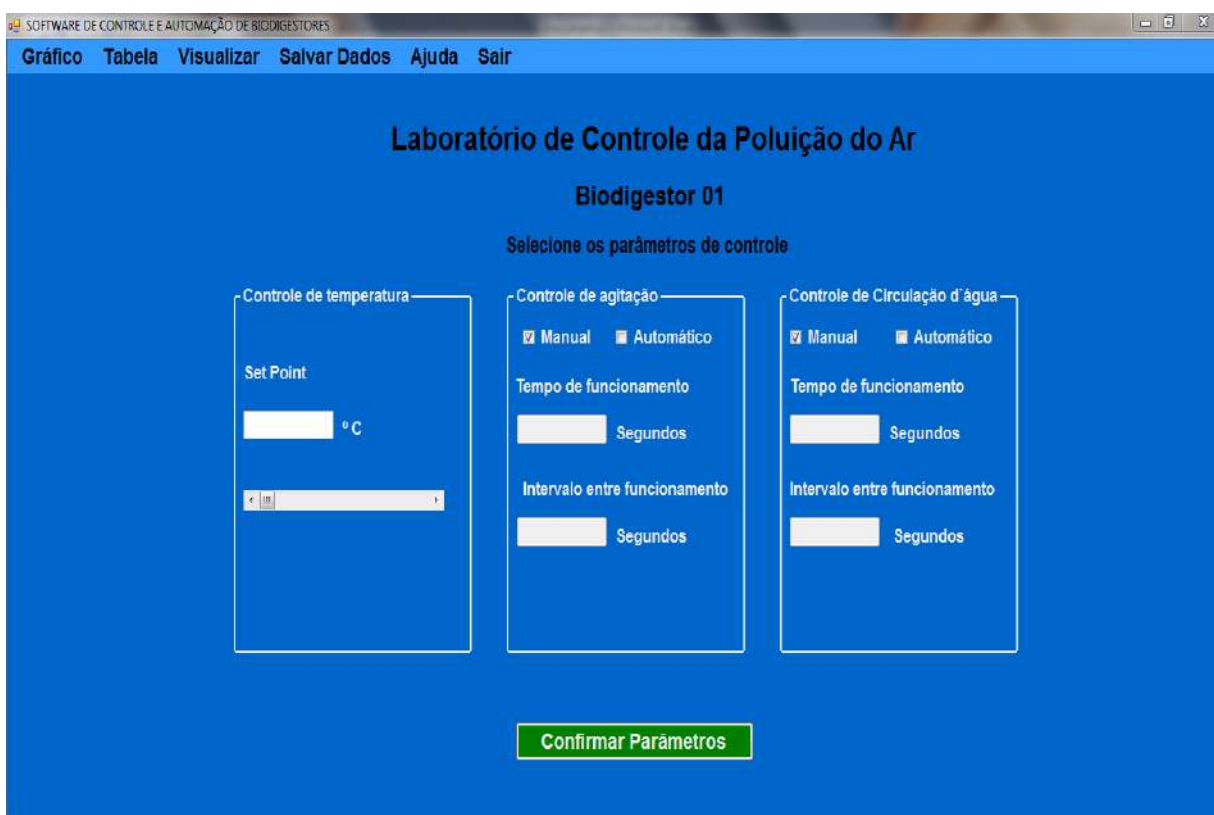 SOFTWARE DE CONTROLE E AUTOMAÇÃO DE BIODIGESTORES
Gráfico Tabela Visualizar Salvar Dados Ajuda Sair
Laboratório de Controle da Poluição do Ar
Biodigestor 01
Selecione os parâmetros de controle
Controle de temperatura
Set Point
º C
Controle de agitação
Manual Automático
Tempo de funcionamento
Segundos
Intervalo entre funcionamento
Segundos
Controle de Circulação d`água
Manual Automático
Tempo de funcionamento
Segundos
Intervalo entre funcionamento
Segundos
Confirmar Parâmetros